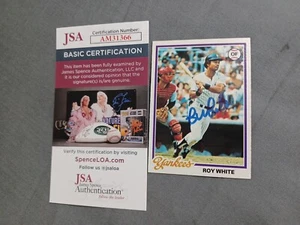 JSA
Certification Number:
AM31366
BASIC CERTIFICATION
This item has been fully examined by
James Spence Authentication, LLC and it
is our considered opinion that the
signature(s) is/are genuine.
Verify this certification by visiting
SpenceLOA.com
Follow us @jsaloa
JSA
James Spence
Authentication
OF
Yankees
ROY WHITE